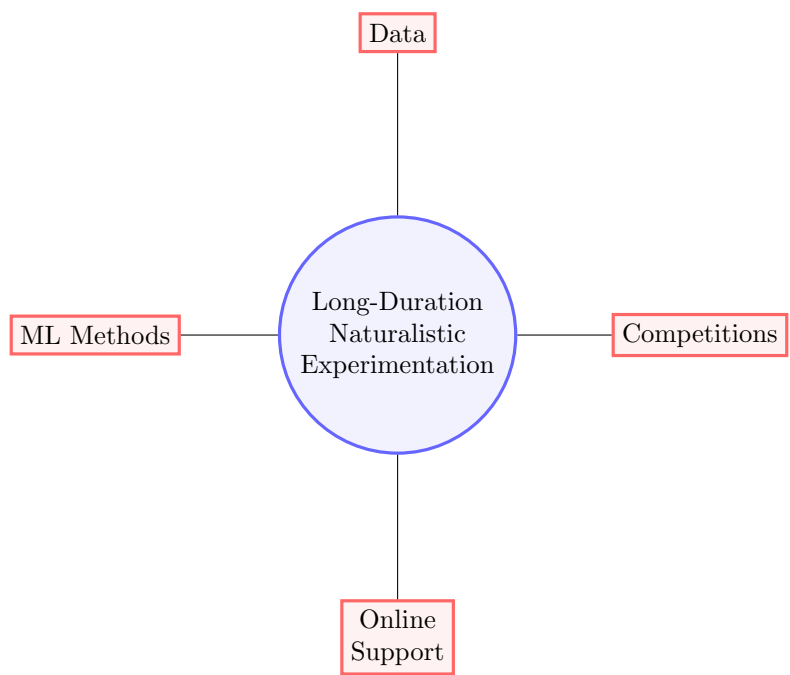 Data
Long-Duration
Naturalistic
Experimentation
ML Methods
Competitions
Online
Support